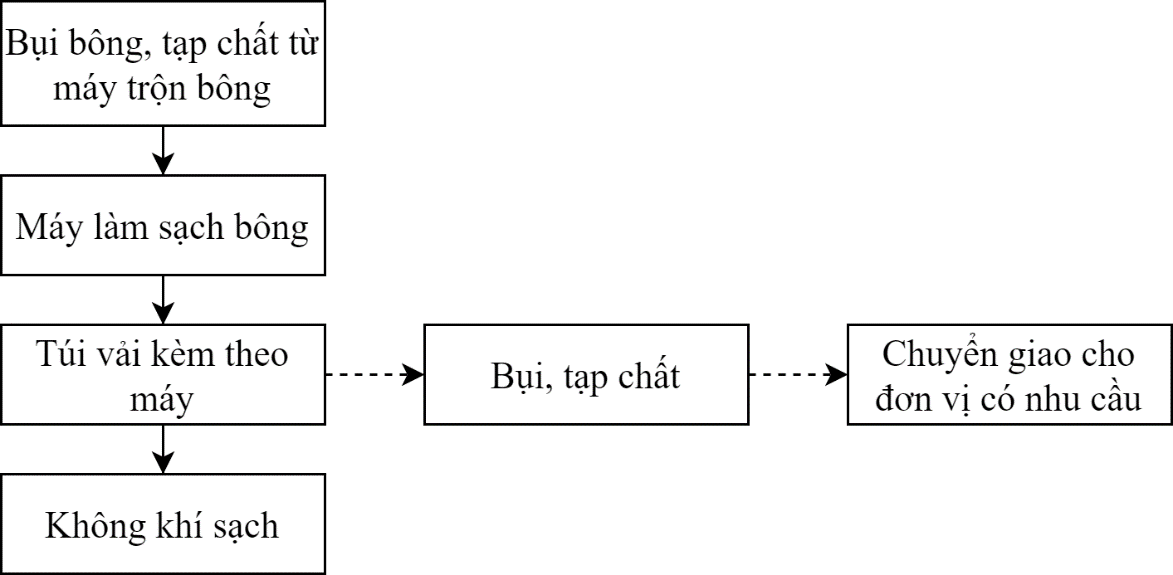 Bụi bông, tạp chất từ
máy trộn bông
Máy làm sạch bông
Túi vải kèm theo
máy
Bụi, tạp chất
Chuyển giao cho
đơn vị có nhu cầu
Không khí sạch